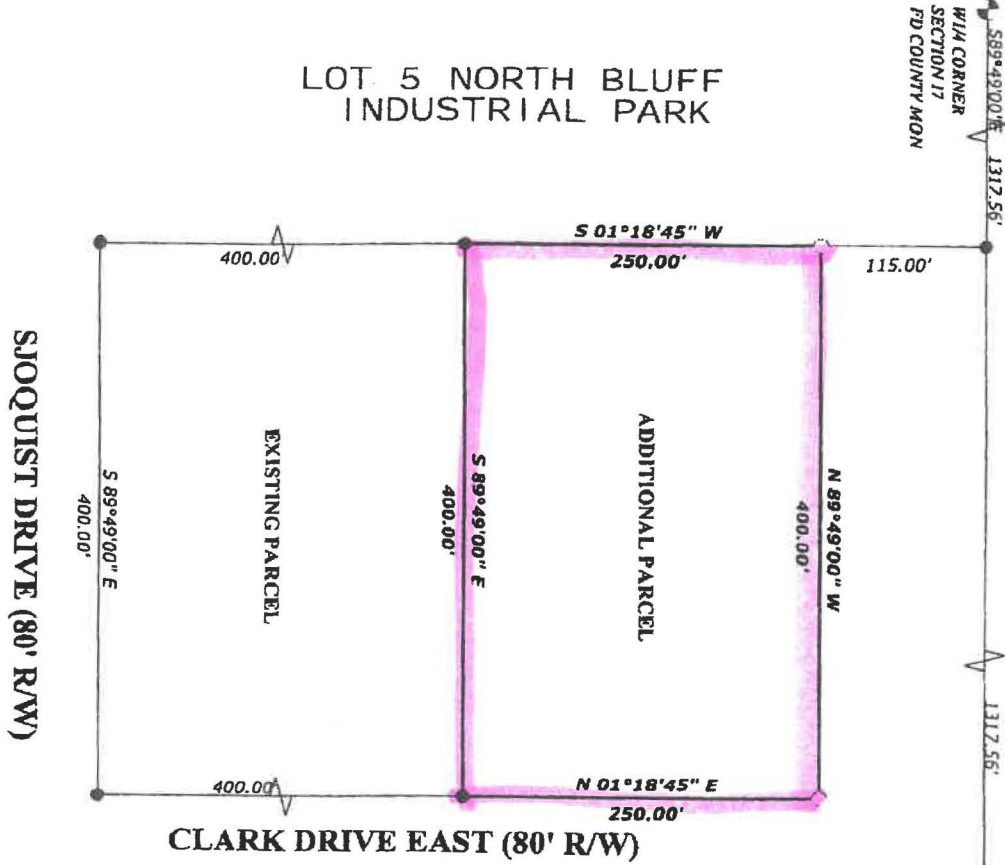 S89°49'00"E 1317.56'
W1/4 CORNER
SECTION 17
FD COUNTY MON
LOT 5 NORTH BLUFF
INDUSTRIAL PARK
S 01°18'45" W
250.00'
400.00'
115.00'
N 89°49'00" W
400.00'
ADDITIONAL PARCEL
S 89°49'00" E
400.00'
EXISTING PARCEL
S 89°49'00" E
400.00'
SJOQUIST DRIVE (80' R/W)
1317.56'
N 01°18'45" E
250.00'
400.00'
CLARK DRIVE EAST (80' R/W)